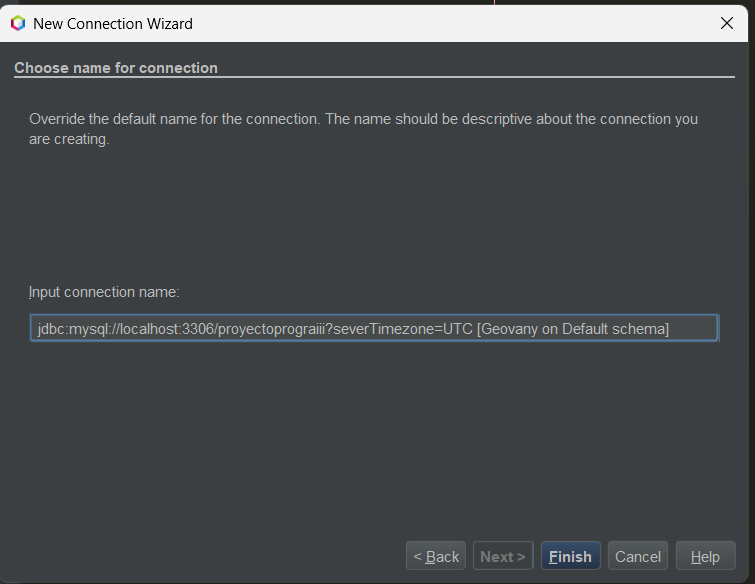 New Connection Wizard
Choose name for connection
Override the default name for the connection. The name should be descriptive about the connection you
are creating.
Input connection name:
jdbc:mysql://localhost:3306/proyectoprograiii?severTimezone=UTC [Geovany on Default schema]
< Back Next > Finish Cancel Help